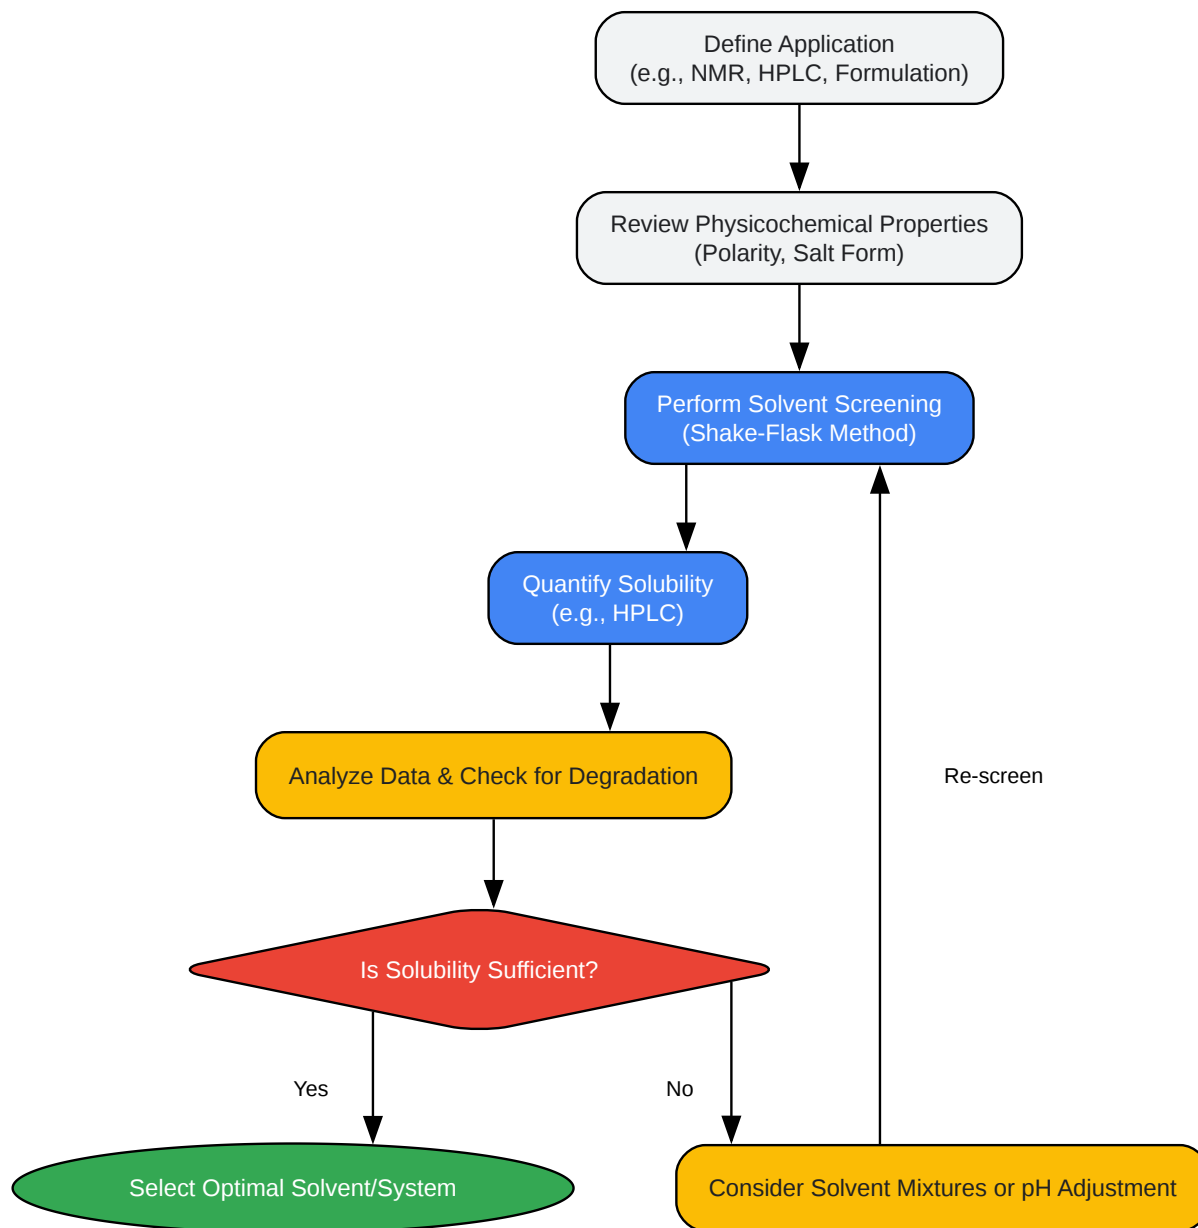 Define Application
(e.g., NMR, HPLC, Formulation)
Review Physicochemical Properties
(Polarity, Salt Form)
Perform Solvent Screening
(Shake-Flask Method)
Quantify Solubility
(e.g., HPLC)
Analyze Data & Check for Degradation
Re-screen
Is Solubility Sufficient?
Yes
No
Select Optimal Solvent/System
Consider Solvent Mixtures or pH Adjustment